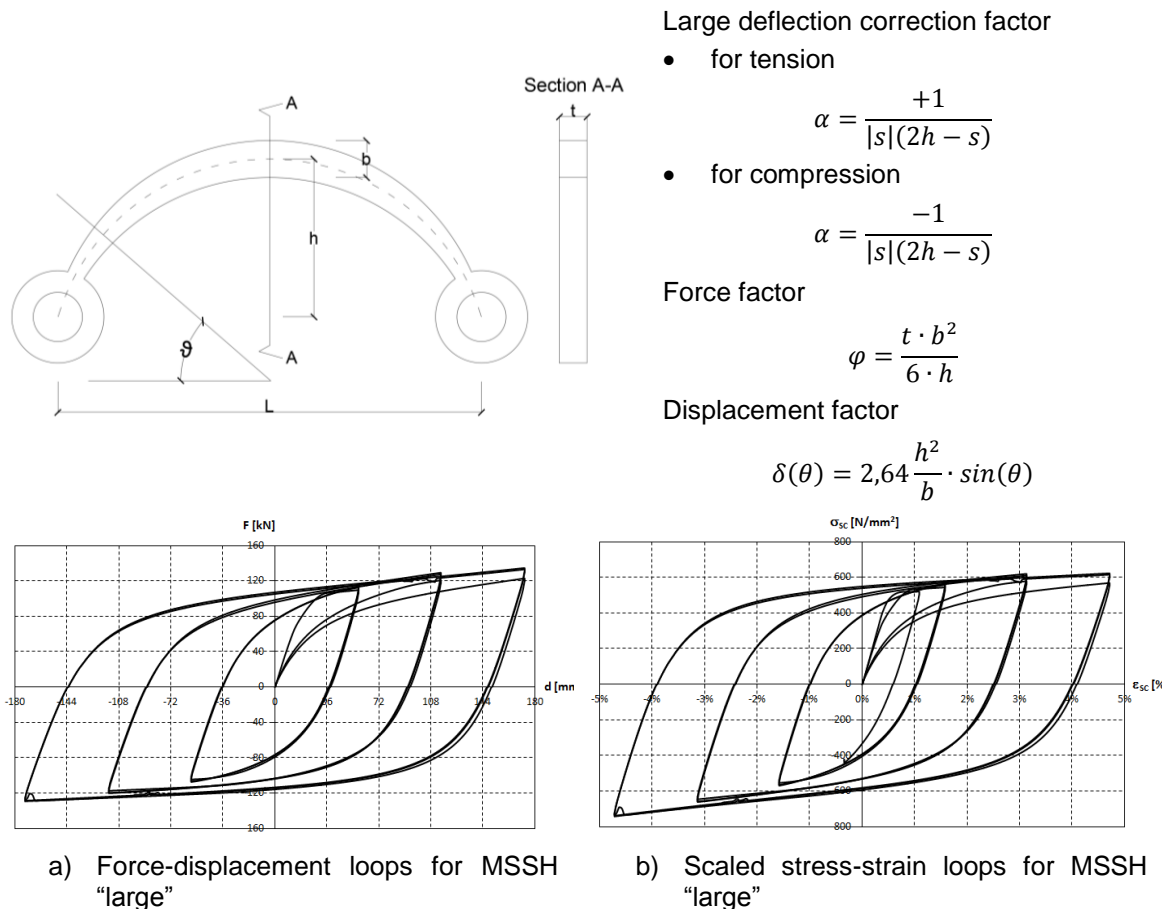 Large deflection correction factor
• for tension
α = +1 / |s|(2h − s)
• for compression
α = −1 / |s|(2h − s)
Force factor
φ = t · b² / 6 · h
Displacement factor
δ(θ) = 2,64 h² / b · sin(θ)
Section A-A
t
A
b
h
ϑ
A
L
F [kN]
160
120
80
40
0
40
80
120
160
-180 -144 -108 -72 -36 0 36 72 108 144 180
d [mm
σSC [N/mm²]
800
600
400
200
0
-200
-400
600
800
-5% -4% -2% -2% -1% 0% 1% 2% 3% 4% 5%
εSC [%
a) Force-displacement loops for MSSH
“large”
b) Scaled stress-strain loops for MSSH
“large”